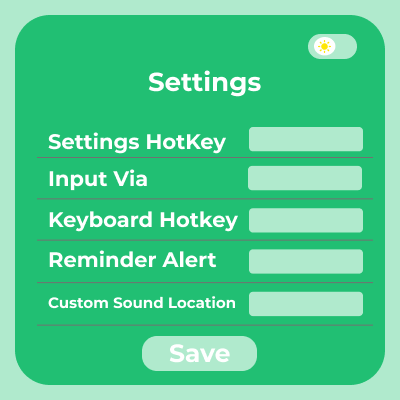 Settings
Settings HotKey
Input Via
Keyboard Hotkey
Reminder Alert
Custom Sound Location
Save